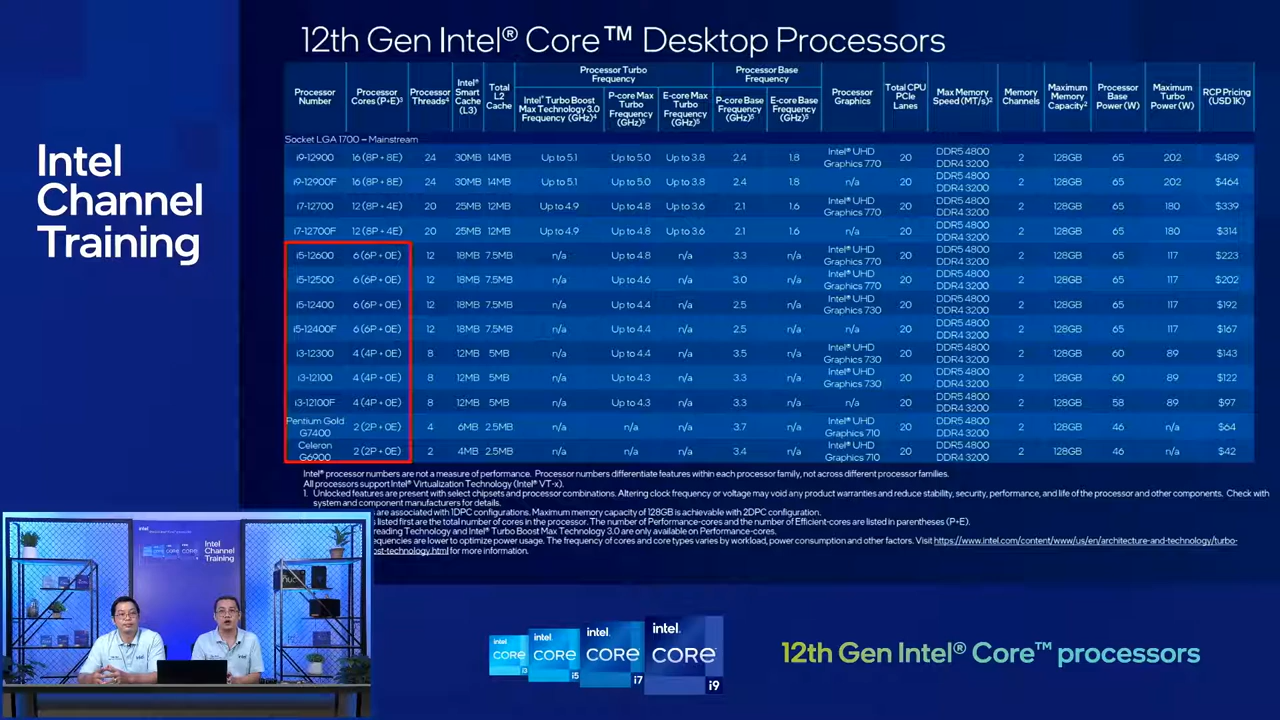 12th Gen Intel® Core™ Desktop Processors
Intel
Channel
Training
Processor Number
Processor Cores (P+E)³
Processor Threads⁴
Intel® Smart Cache (L3)
Total L2 Cache
Processor Turbo Frequency
Intel® Turbo Boost Max Technology 3.0 Frequency (GHz)⁴
P-core Max Turbo Frequency (GHz)⁵
E-core Max Turbo Frequency (GHz)⁵
Processor Base Frequency
P-core Base Frequency (GHz)⁵
E-core Base Frequency (GHz)⁵
Processor Graphics
Total CPU PCIe Lanes
Max Memory Speed (MT/s)²
Memory Channels
Maximum Memory Capacity²
Processor Base Power (W)
Maximum Turbo Power (W)
RCP Pricing (USD 1K)
Socket LGA 1700 – Mainstream
i9-12900 16 (8P + 8E) 24 30MB 14MB Up to 5.1 Up to 5.0 Up to 3.8 2.4 1.8 Intel® UHD Graphics 770 20 DDR5 4800 DDR4 3200 2 128GB 65 202 $489
i9-12900F 16 (8P + 8E) 24 30MB 14MB Up to 5.1 Up to 5.0 Up to 3.8 2.4 1.8 n/a 20 DDR5 4800 DDR4 3200 2 128GB 65 202 $464
i7-12700 12 (8P + 4E) 20 25MB 12MB Up to 4.9 Up to 4.8 Up to 3.6 2.1 1.6 Intel® UHD Graphics 770 20 DDR5 4800 DDR4 3200 2 128GB 65 180 $339
i7-12700F 12 (8P + 4E) 20 25MB 12MB Up to 4.9 Up to 4.8 Up to 3.6 2.1 1.6 n/a 20 DDR5 4800 DDR4 3200 2 128GB 65 180 $314
i5-12600 6 (6P + 0E) 12 18MB 7.5MB n/a Up to 4.8 n/a 3.3 n/a Intel® UHD Graphics 770 20 DDR5 4800 DDR4 3200 2 128GB 65 117 $223
i5-12500 6 (6P + 0E) 12 18MB 7.5MB n/a Up to 4.6 n/a 3.0 n/a Intel® UHD Graphics 770 20 DDR5 4800 DDR4 3200 2 128GB 65 117 $202
i5-12400 6 (6P + 0E) 12 18MB 7.5MB n/a Up to 4.4 n/a 2.5 n/a Intel® UHD Graphics 730 20 DDR5 4800 DDR4 3200 2 128GB 65 117 $192
i5-12400F 6 (6P + 0E) 12 18MB 7.5MB n/a Up to 4.4 n/a 2.5 n/a n/a 20 DDR5 4800 DDR4 3200 2 128GB 65 117 $167
i3-12300 4 (4P + 0E) 8 12MB 5MB n/a Up to 4.4 n/a 3.5 n/a Intel® UHD Graphics 730 20 DDR5 4800 DDR4 3200 2 128GB 60 89 $143
i3-12100 4 (4P + 0E) 8 12MB 5MB n/a Up to 4.3 n/a 3.3 n/a Intel® UHD Graphics 730 20 DDR5 4800 DDR4 3200 2 128GB 60 89 $122
i3-12100F 4 (4P + 0E) 8 12MB 5MB n/a Up to 4.3 n/a 3.3 n/a n/a 20 DDR5 4800 DDR4 3200 2 128GB 58 89 $97
Pentium Gold G7400 2 (2P + 0E) 4 6MB 2.5MB n/a n/a n/a 3.7 n/a Intel® UHD Graphics 710 20 DDR5 4800 DDR4 3200 2 128GB 46 n/a $64
Celeron G6900 2 (2P + 0E) 2 4MB 2.5MB n/a n/a n/a 3.4 n/a Intel® UHD Graphics 710 20 DDR5 4800 DDR4 3200 2 128GB 46 n/a $42
Intel® processor numbers are not a measure of performance. Processor numbers differentiate features within each processor family, not across different processor families.
All processors support Intel® Virtualization Technology (Intel® VT-x).
1. Unlocked features are present with select chipsets and processor combinations. Altering clock frequency or voltage may void any product warranties and reduce stability, security, performance, and life of the processor and other components. Check with
system and component manufacturers for details.
are associated with 1DPC configurations. Maximum memory capacity of 128GB is achievable with 2DPC configuration.
listed first are the total number of cores in the processor. The number of Performance-cores and the number of Efficient-cores are listed in parentheses (P+E).
reading Technology and Intel® Turbo Boost Max Technology 3.0 are only available on Performance-cores.
equencies are lower to optimize power usage. The frequency of cores and core types varies by workload, power consumption and other factors. Visit https://www.intel.com/content/www/us/en/architecture-and-technology/turbo-
ost-technology.html for more information.
intel
Intel
Channel
Training
intel CORE i3
intel CORE i5
intel CORE i7
intel CORE i9
12th Gen Intel® Core™ processors